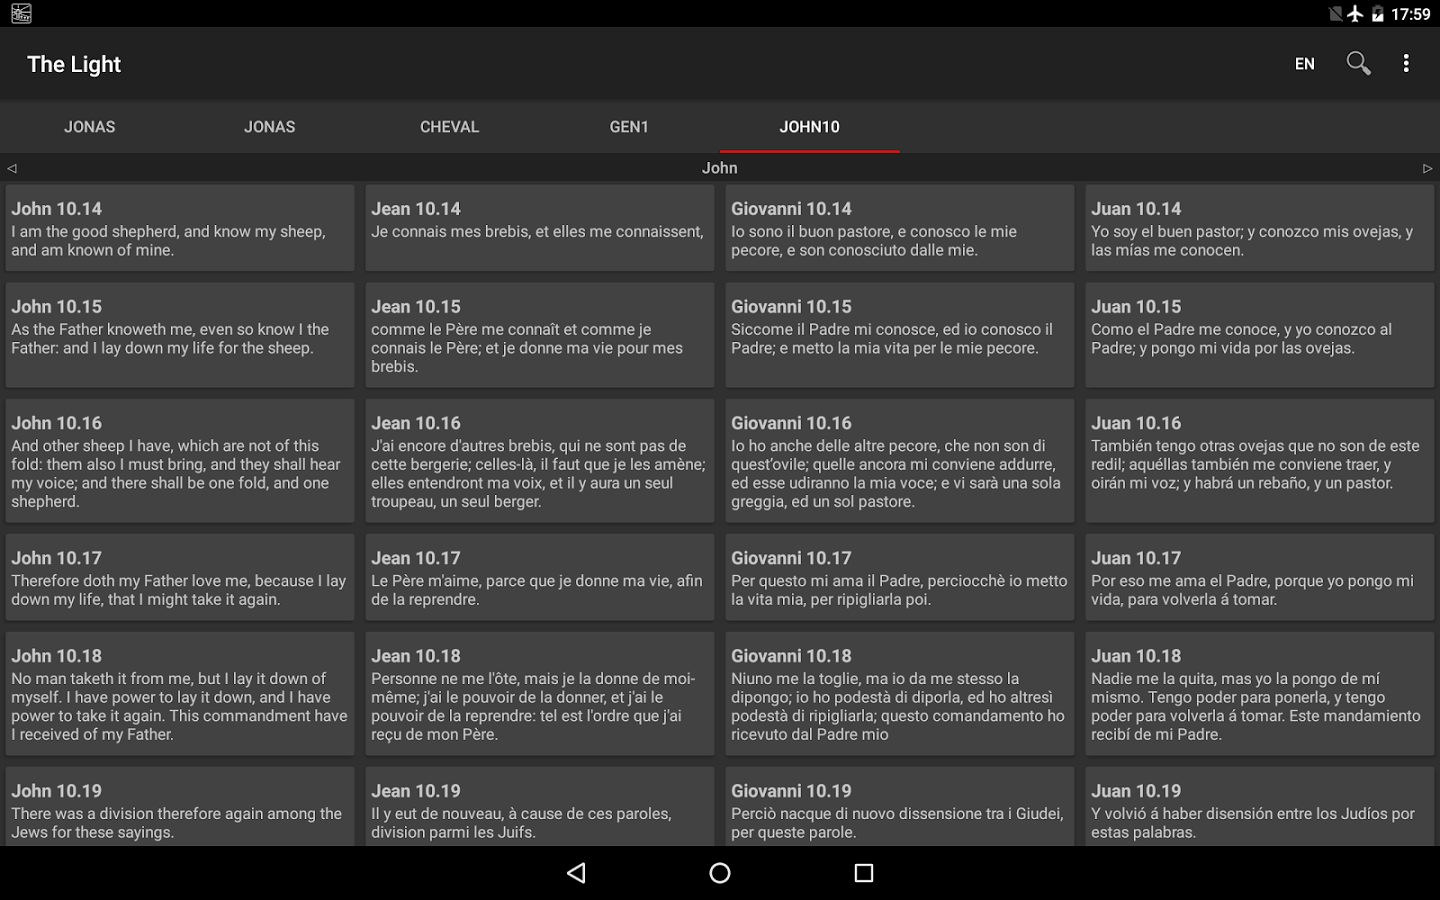 17:59
The Light
EN
JONAS
JONAS
CHEVAL
GEN1
JOHN10
John
John 10.14
I am the good shepherd, and know my sheep,
and am known of mine.
Jean 10.14
Je connais mes brebis, et elles me connaissent,
Giovanni 10.14
Io sono il buon pastore, e conosco le mie
pecore, e son conosciuto dalle mie.
Juan 10.14
Yo soy el buen pastor; y conozco mis ovejas, y
las mías me conocen.
John 10.15
As the Father knoweth me, even so know I the
Father: and I lay down my life for the sheep.
Jean 10.15
comme le Père me connaît et comme je
connais le Père; et je donne ma vie pour mes
brebis.
Giovanni 10.15
Siccome il Padre mi conosce, ed io conosco il
Padre; e metto la mia vita per le mie pecore.
Juan 10.15
Como el Padre me conoce, y yo conozco al
Padre; y pongo mi vida por las ovejas.
John 10.16
And other sheep I have, which are not of this
fold: them also I must bring, and they shall hear
my voice; and there shall be one fold, and one
shepherd.
Jean 10.16
J'ai encore d'autres brebis, qui ne sont pas de
cette bergerie; celles-là, il faut que je les amène;
elles entendront ma voix, et il y aura un seul
troupeau, un seul berger.
Giovanni 10.16
Io ho anche delle altre pecore, che non son di
quest'ovile; quelle ancora mi conviene addurre,
ed esse udiranno la mia voce; e vi sarà una sola
greggia, ed un sol pastore.
Juan 10.16
También tengo otras ovejas que no son de este
redil; aquéllas también me conviene traer, y
oirán mi voz; y habrá un rebaño, y un pastor.
John 10.17
Therefore doth my Father love me, because I lay
down my life, that I might take it again.
Jean 10.17
Le Père m'aime, parce que je donne ma vie, afin
de la reprendre.
Giovanni 10.17
Per questo mi ama il Padre, perciocchè io metto
la vita mia, per ripigliarla poi.
Juan 10.17
Por eso me ama el Padre, porque yo pongo mi
vida, para volverla á tomar.
John 10.18
No man taketh it from me, but I lay it down of
myself. I have power to lay it down, and I have
power to take it again. This commandment have
I received of my Father.
Jean 10.18
Personne ne me l'ôte, mais je la donne de moi-
même; j'ai le pouvoir de la donner, et j'ai le
pouvoir de la reprendre: tel est l'ordre que j'ai
reçu de mon Père.
Giovanni 10.18
Niuno me la toglie, ma io da me stesso la
dipongo; io ho podestà di diporla, ed ho altresì
podestà di ripigliarla; questo comandamento ho
ricevuto dal Padre mio
Juan 10.18
Nadie me la quita, mas yo la pongo de mí
mismo. Tengo poder para ponerla, y tengo
poder para volverla á tomar. Este mandamiento
recibí de mi Padre.
John 10.19
There was a division therefore again among the
Jews for these sayings.
Jean 10.19
Il y eut de nouveau, à cause de ces paroles,
division parmi les Juifs.
Giovanni 10.19
Perciò nacque di nuovo dissensione tra i Giudei,
per queste parole.
Juan 10.19
Y volvió á haber disensión entre los Judíos por
estas palabras.